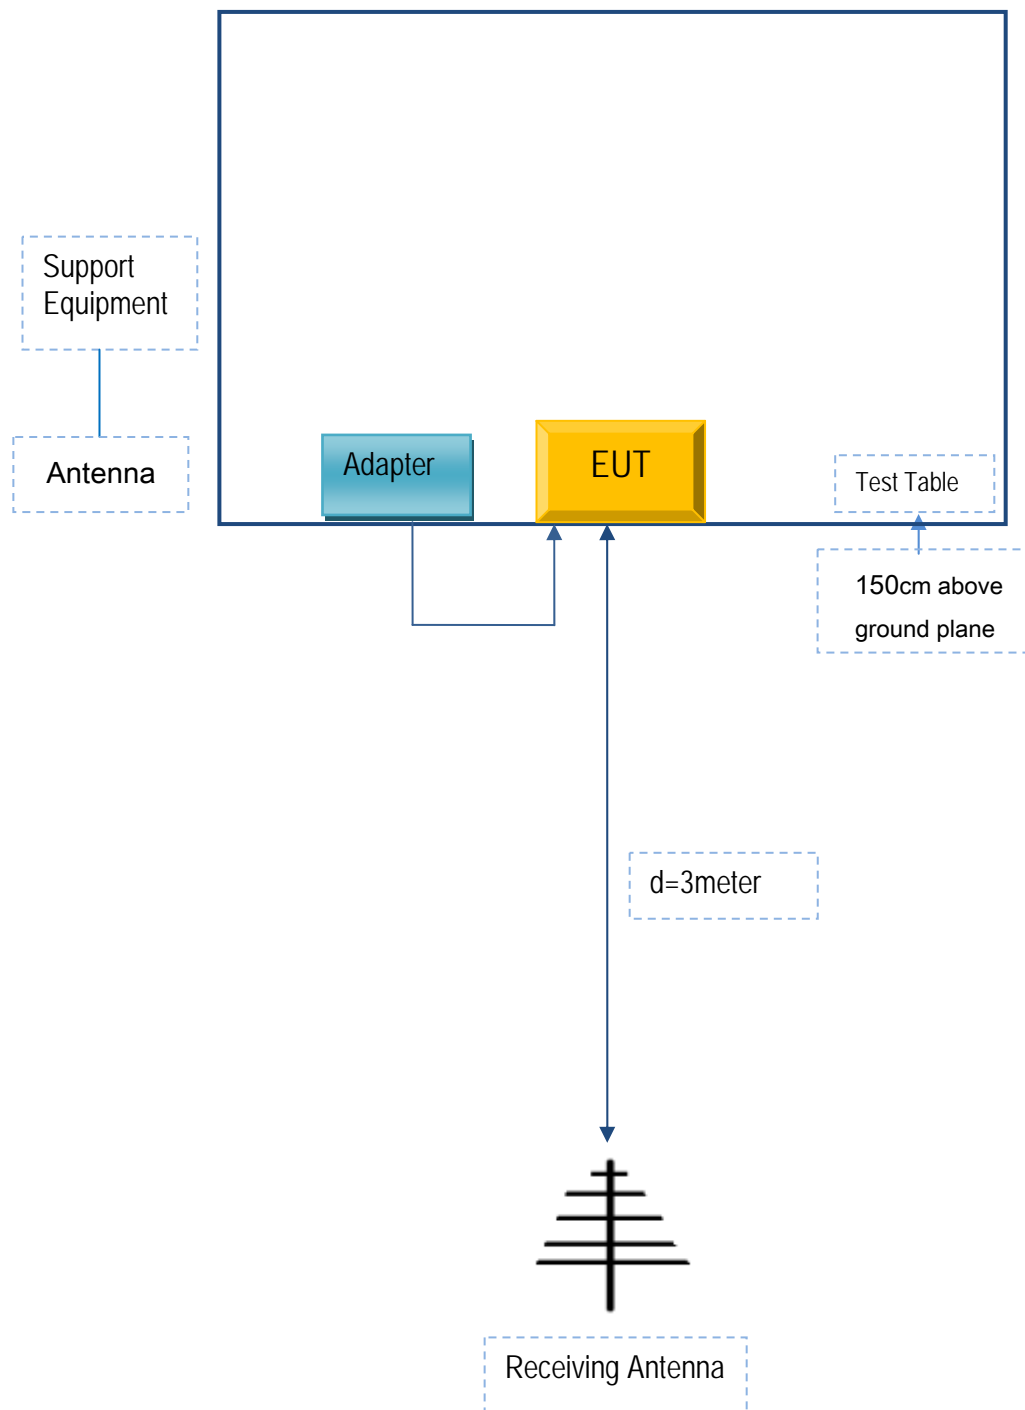 Support
Equipment
Antenna
Adapter
EUT
Test Table
150cm above
ground plane
d=3meter
Receiving Antenna